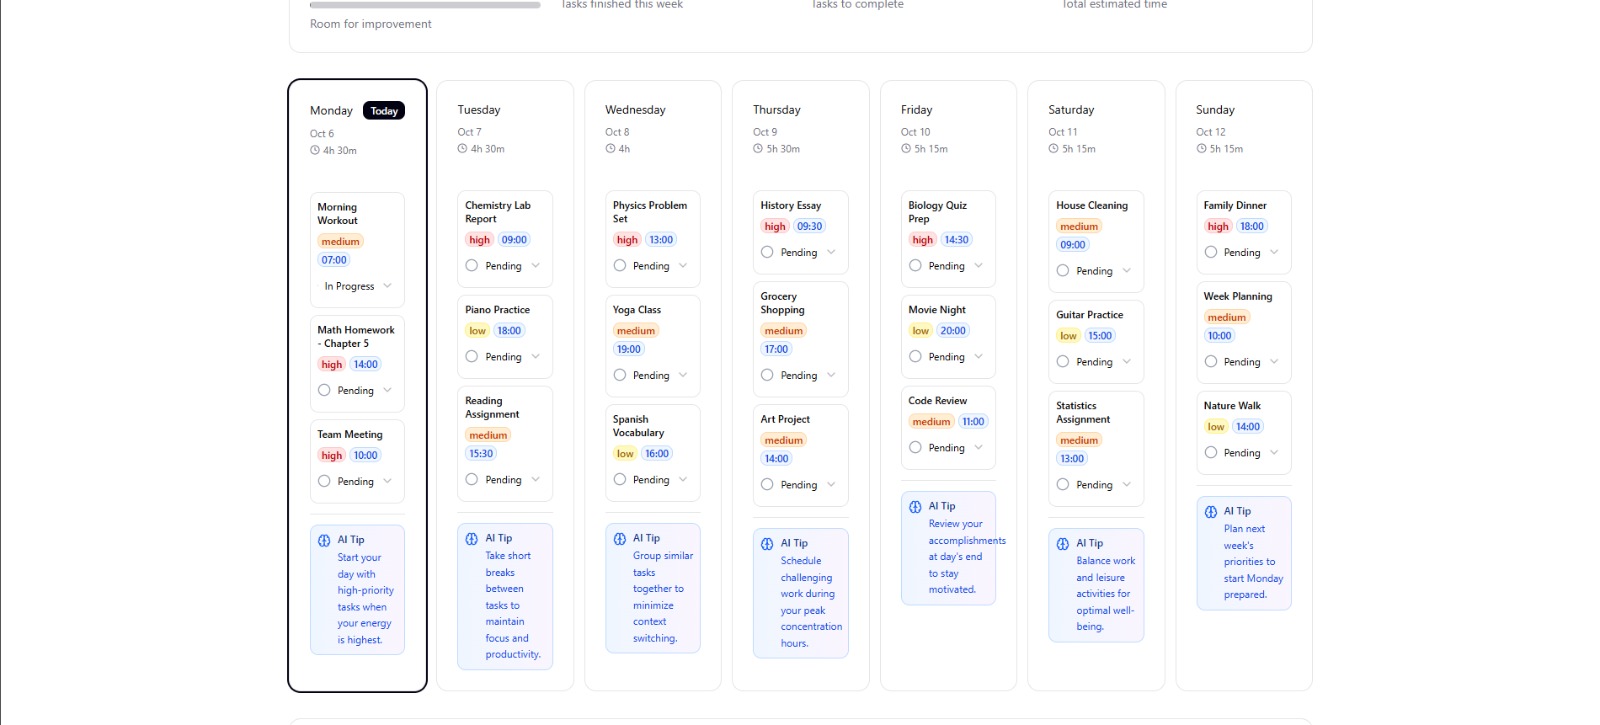 Tasks finished this week
Tasks to complete
Total estimated time
Room for improvement
Monday Today
Oct 6
4h 30m
Morning
Workout
medium
07:00
In Progress
Math Homework
- Chapter 5
high 14:00
Pending
Team Meeting
high 10:00
Pending
AI Tip
Start your
day with
high-priority
tasks when
your energy
is highest.
Tuesday
Oct 7
4h 30m
Chemistry Lab
Report
high 09:00
Pending
Piano Practice
low 18:00
Pending
Reading
Assignment
medium
15:30
Pending
AI Tip
Take short
breaks
between
tasks to
maintain
focus and
productivity.
Wednesday
Oct 8
4h
Physics Problem
Set
high 13:00
Pending
Yoga Class
medium
19:00
Pending
Spanish
Vocabulary
low 16:00
Pending
AI Tip
Group similar
tasks
together to
minimize
context
switching.
Thursday
Oct 9
5h 30m
History Essay
high 09:30
Pending
Grocery
Shopping
medium
17:00
Pending
Art Project
medium
14:00
Pending
AI Tip
Schedule
challenging
work during
your peak
concentration
hours.
Friday
Oct 10
5h 15m
Biology Quiz
Prep
high 14:30
Pending
Movie Night
low 20:00
Pending
Code Review
medium 11:00
Pending
AI Tip
Review your
accomplishments
at day's end
to stay
motivated.
Saturday
Oct 11
5h 15m
House Cleaning
medium
09:00
Pending
Guitar Practice
low 15:00
Pending
Statistics
Assignment
medium
13:00
Pending
AI Tip
Balance work
and leisure
activities for
optimal well-
being.
Sunday
Oct 12
5h 15m
Family Dinner
high 18:00
Pending
Week Planning
medium
10:00
Pending
Nature Walk
low 14:00
Pending
AI Tip
Plan next
week's
priorities to
start Monday
prepared.